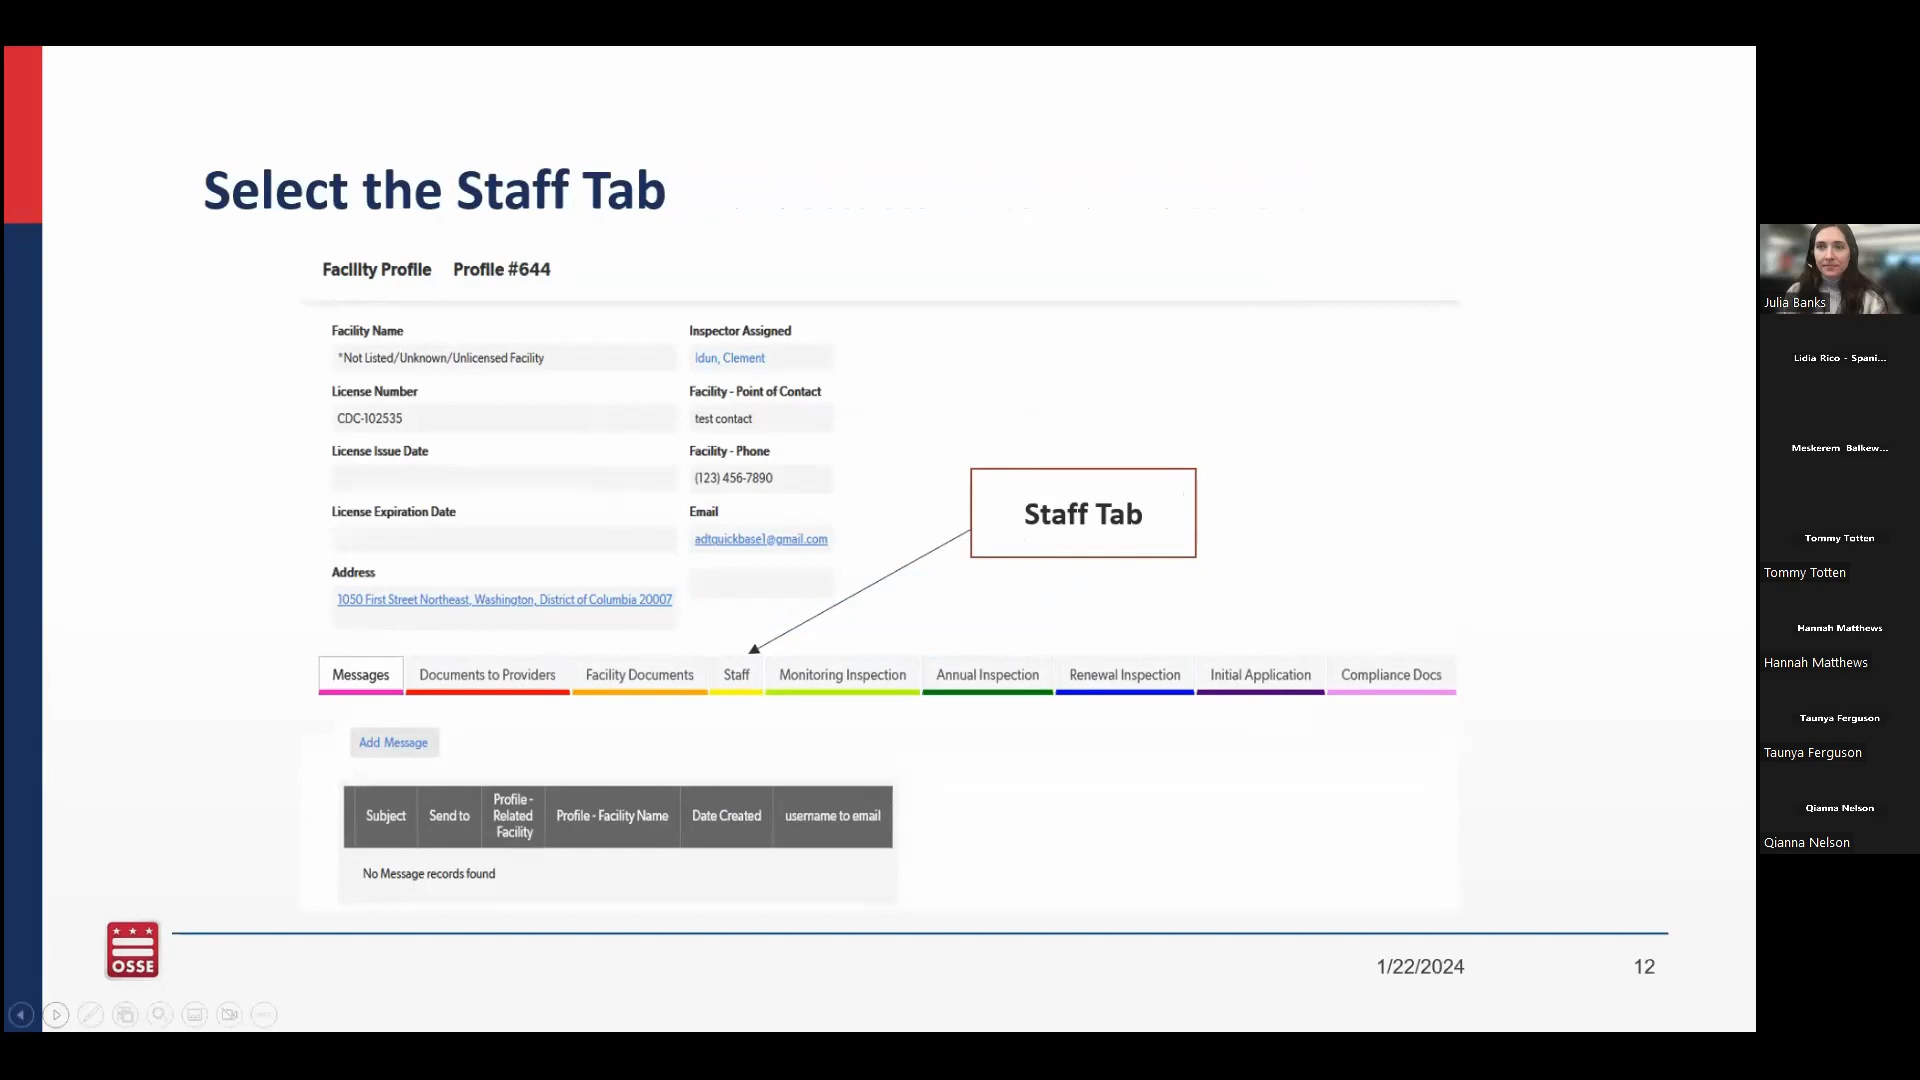 Select the Staff Tab
Facility Profile Profile #644
Facility Name
*Not Listed/Unknown/Unlicensed Facility
Inspector Assigned
Idun, Clement
License Number
CDC-102535
Facility - Point of Contact
test contact
License Issue Date
Facility - Phone
(123) 456-7890
License Expiration Date
Email
adtquickbase1@gmail.com
Address
1050 First Street Northeast, Washington, District of Columbia 20007
Staff Tab
Messages Documents to Providers Facility Documents Staff Monitoring Inspection Annual Inspection Renewal Inspection Initial Application Compliance Docs
Add Message
Subject Send to Profile - Related Facility Profile - Facility Name Date Created username to email
No Message records found
OSSE
1/22/2024
12
Julia Banks
Lidia Rico - Spani...
Meskerem Balkew...
Tommy Totten
Tommy Totten
Hannah Matthews
Hannah Matthews
Taunya Ferguson
Taunya Ferguson
Qianna Nelson
Qianna Nelson